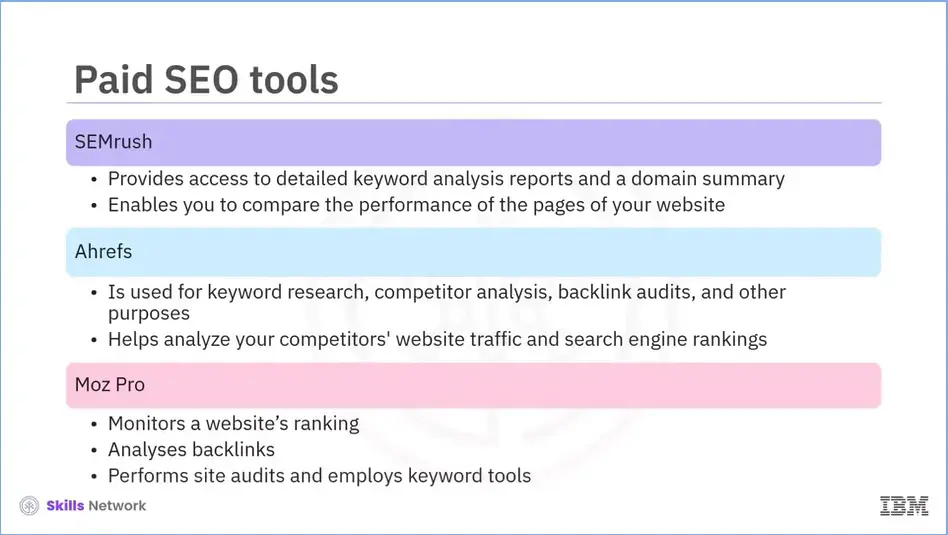 Paid SEO tools
SEMrush
• Provides access to detailed keyword analysis reports and a domain summary
• Enables you to compare the performance of the pages of your website
Ahrefs
• Is used for keyword research, competitor analysis, backlink audits, and other
purposes
• Helps analyze your competitors' website traffic and search engine rankings
Moz Pro
• Monitors a website’s ranking
• Analyses backlinks
• Performs site audits and employs keyword tools
Skills Network
IBM